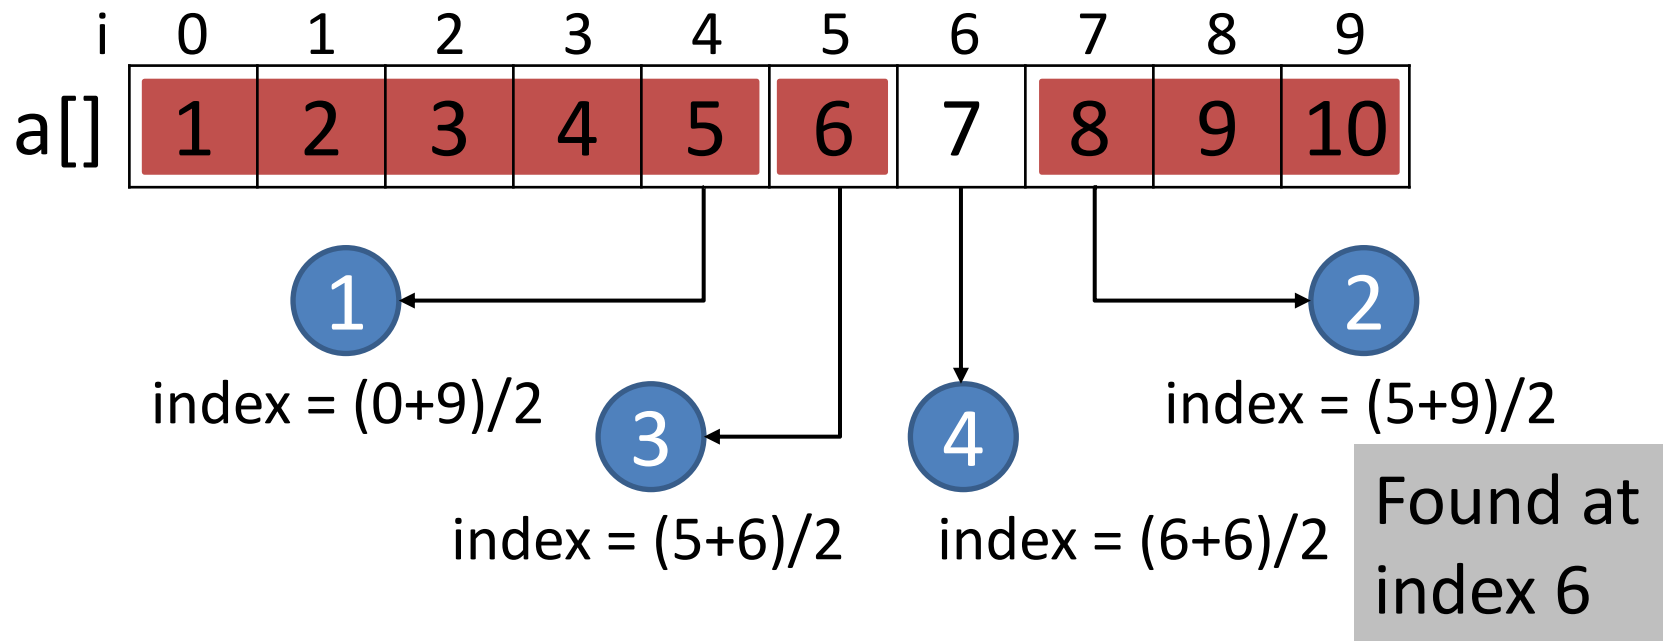 i 0 1 2 3 4 5 6 7 8 9
a[] 1 2 3 4 5 6 7 8 9 10
1
2
index = (0+9)/2
index = (5+9)/2
3
4
index = (5+6)/2
index = (6+6)/2
Found at
index 6